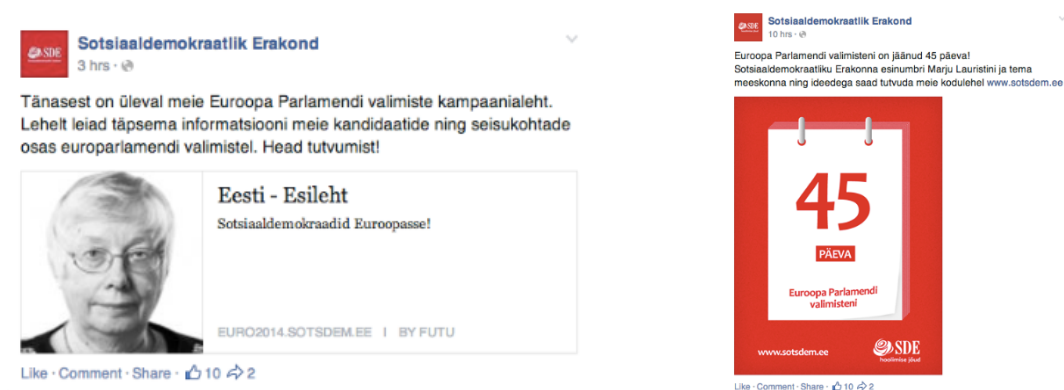 SDE
Sotsiaaldemokraatlik Erakond
3 hrs ·
Tänasest on üleval meie Euroopa Parlamendi valimiste kampaanialeht.
Lehelt leiad täpsema informatsiooni meie kandidaatide ning seisukohtade
osas europarlamendi valimistel. Head tutvumist!
Eesti - Esileht
Sotsiaaldemokraadid Euroopasse!
EURO2014.SOTSDEM.EE | BY FUTU
Like · Comment · Share · 10 2
SDE
Sotsiaaldemokraatlik Erakond
10 hrs ·
Euroopa Parlamendi valimisteni on jäänud 45 päeva!
Sotsiaaldemokraatliku Erakonna esinumbri Marju Lauristini ja tema
meeskonna ning ideedega saad tutvuda meie kodulehel www.sotsdem.ee
45
PÄEVA
Euroopa Parlamendi
valimisteni
www.sotsdem.ee
SDE
hoolimise jõud
Like · Comment · Share · 10 2